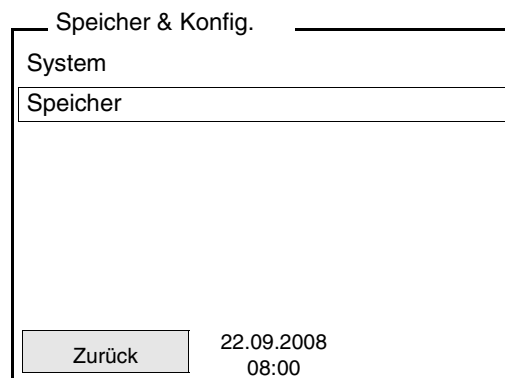 Speicher & Konfig.
System
Speicher
Zurück
22.09.2008
08:00